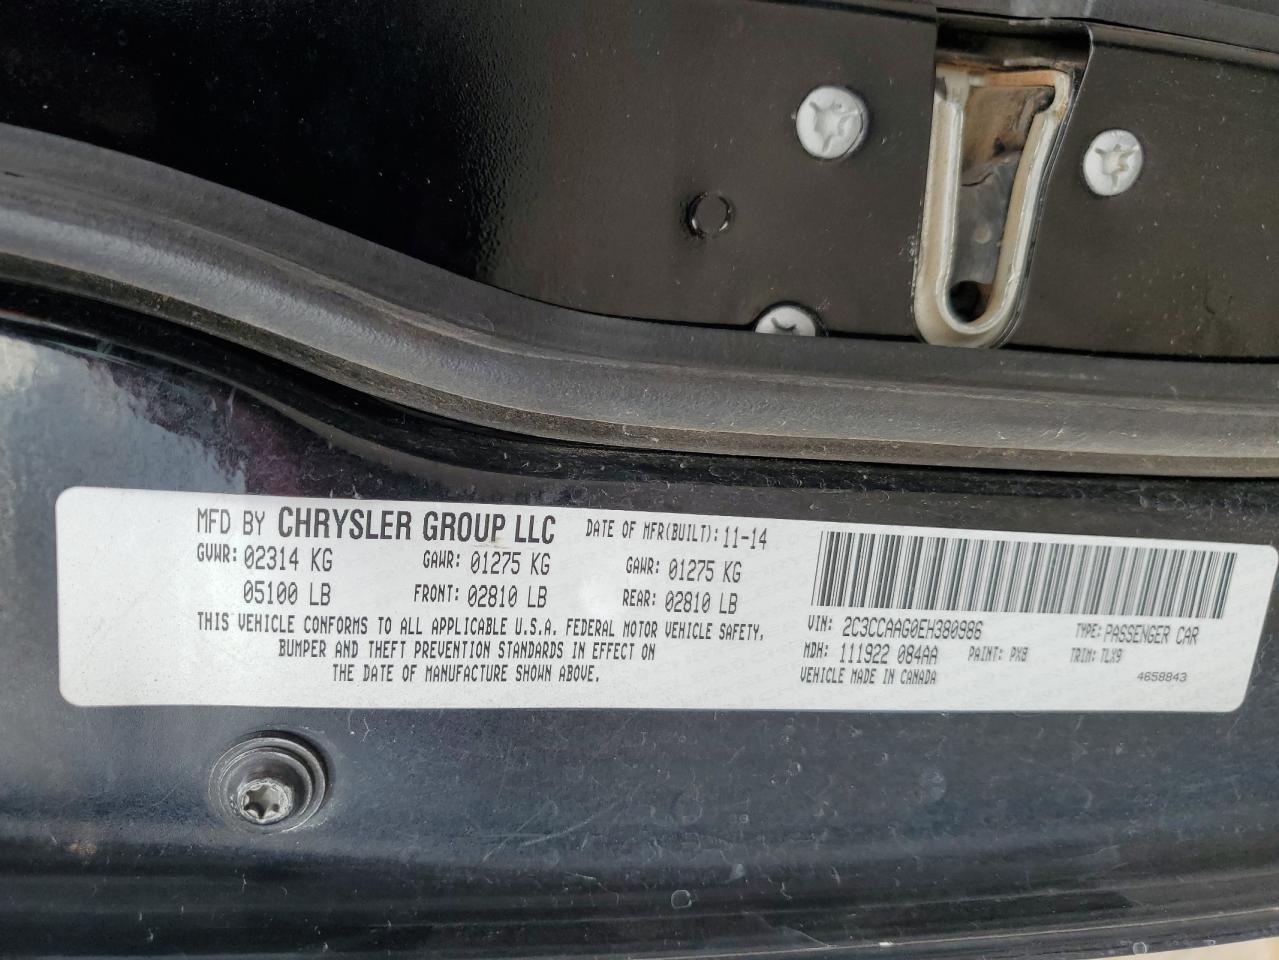 MFD BY CHRYSLER GROUP LLC DATE OF MFR(BUILT): 11-14
GVWR: 02314 KG GAWR: 01275 KG GAWR: 01275 KG
05100 LB FRONT: 02810 LB REAR: 02810 LB
THIS VEHICLE CONFORMS TO ALL APPLICABLE U.S.A. FEDERAL MOTOR VEHICLE SAFETY,
BUMPER AND THEFT PREVENTION STANDARDS IN EFFECT ON
THE DATE OF MANUFACTURE SHOWN ABOVE.
VIN: 2C3CCAAG0EH380986 TYPE: PASSENGER CAR
MDH: 111922 084AA PAINT: PX8 TRIM: TLX9
VEHICLE MADE IN CANADA 4658843